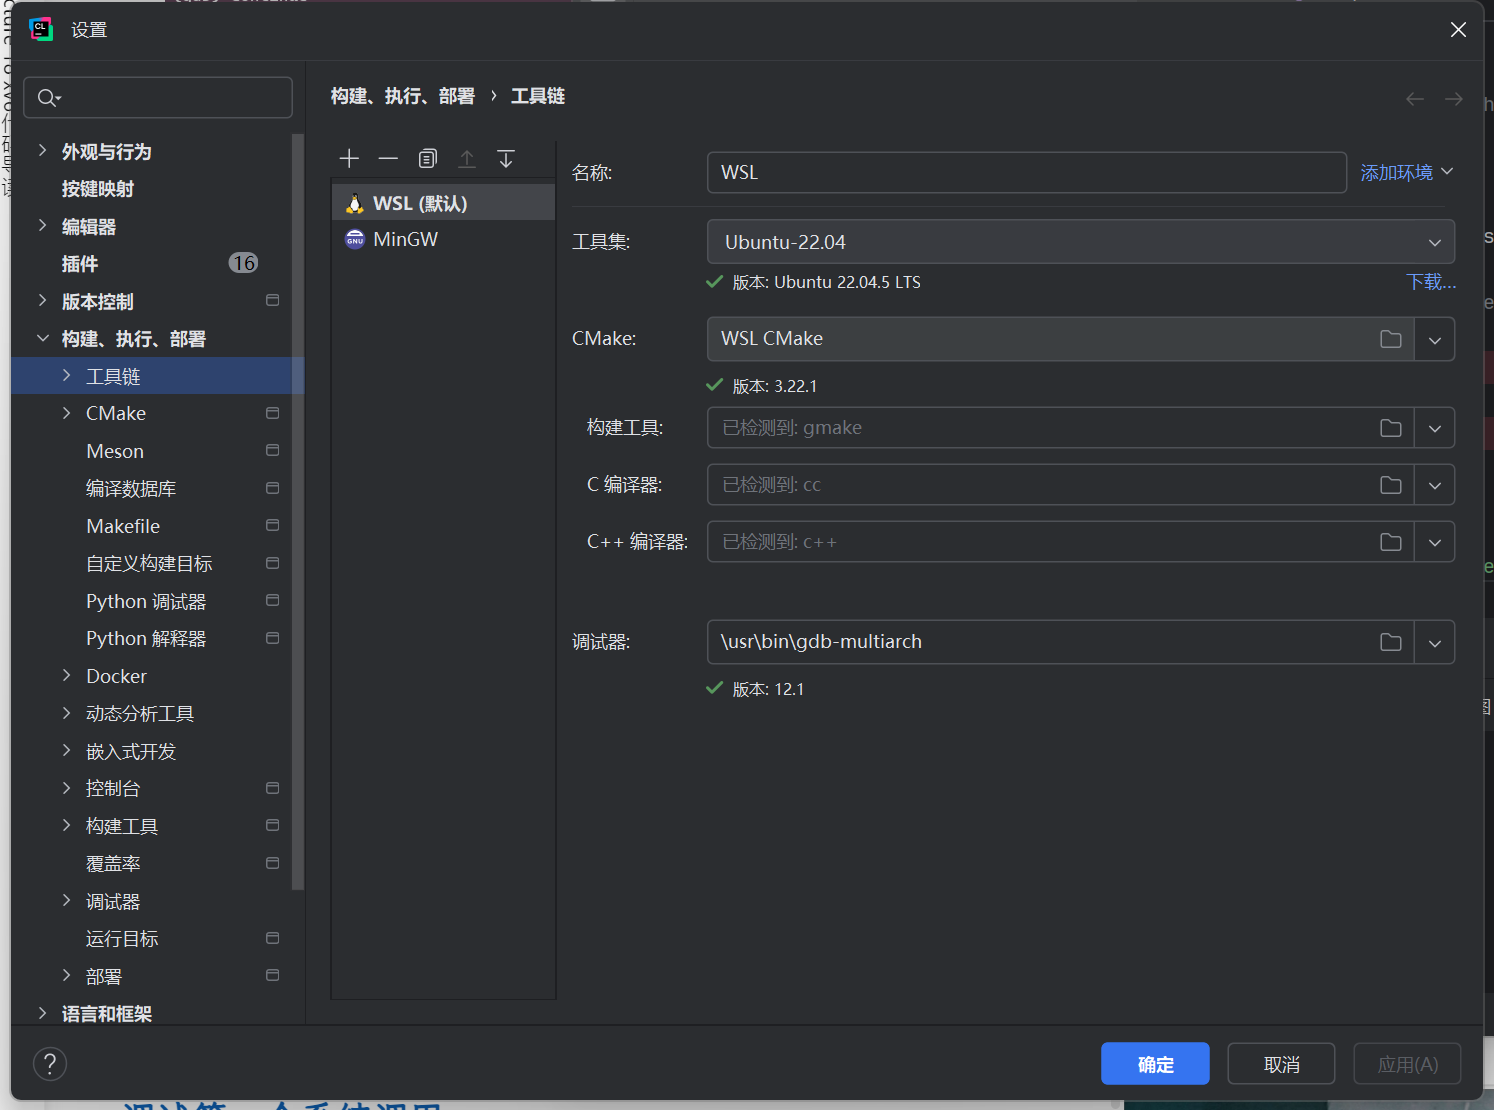 设置
外观与行为
按键映射
编辑器
插件 16
版本控制
构建、执行、部署
工具链
CMake
Meson
编译数据库
Makefile
自定义构建目标
Python 调试器
Python 解释器
Docker
动态分析工具
嵌入式开发
控制台
构建工具
覆盖率
调试器
运行目标
部署
语言和框架
构建、执行、部署 › 工具链
WSL (默认)
MinGW
名称: WSL 添加环境
工具集: Ubuntu-22.04
版本: Ubuntu 22.04.5 LTS 下载...
CMake: WSL CMake
版本: 3.22.1
构建工具: 已检测到: gmake
C 编译器: 已检测到: cc
C++ 编译器: 已检测到: c++
调试器: \usr\bin\gdb-multiarch
版本: 12.1
? 确定 取消 应用(A)